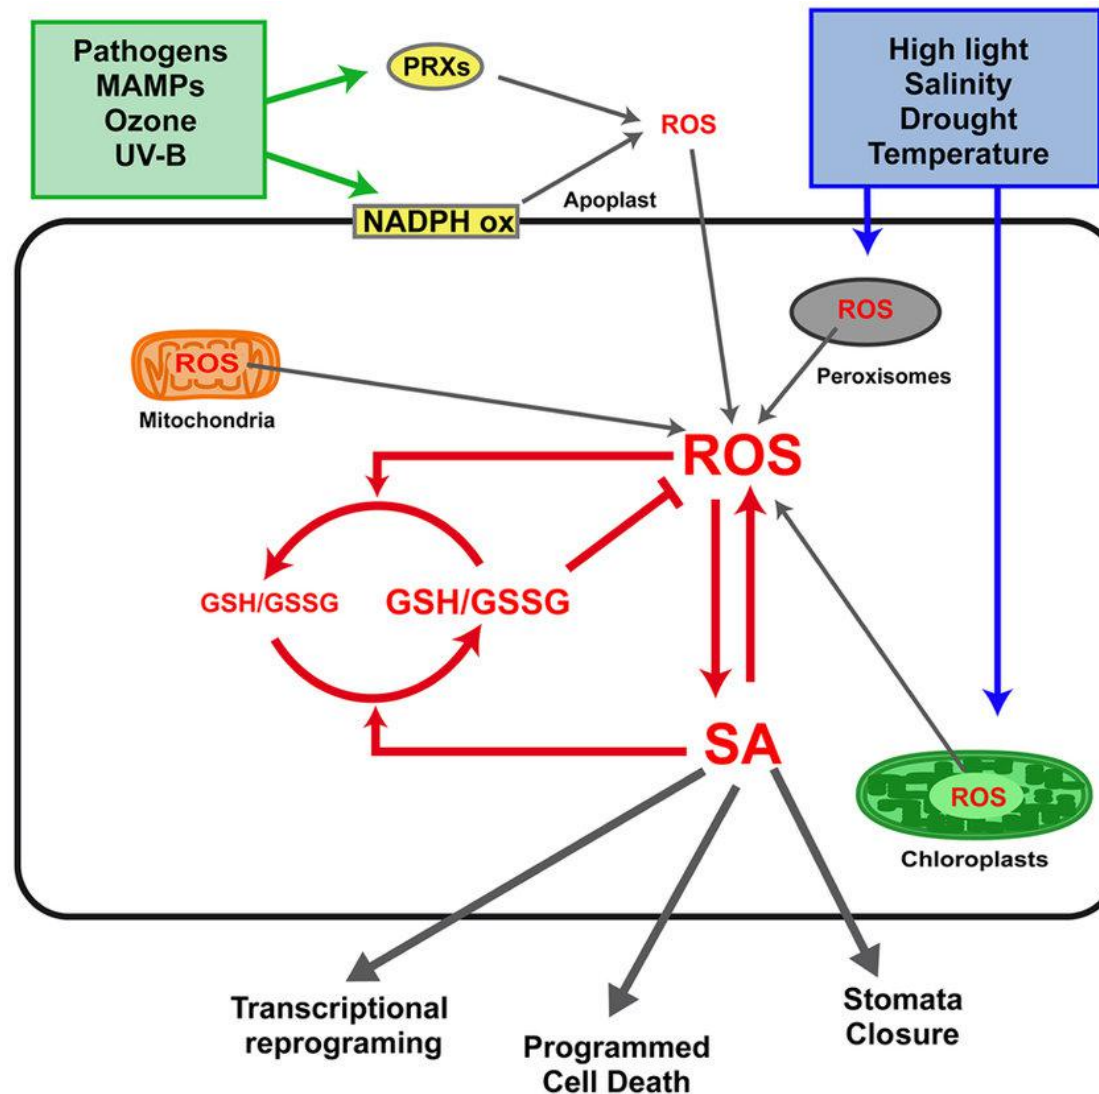 Pathogens
MAMPs
Ozone
UV-B
PRXs
ROS
High light
Salinity
Drought
Temperature
Apoplast
NADPH ox
ROS
Peroxisomes
ROS
Mitochondria
ROS
GSH/GSSG
GSH/GSSG
SA
ROS
Chloroplasts
Transcriptional
reprograming
Programmed
Cell Death
Stomata
Closure